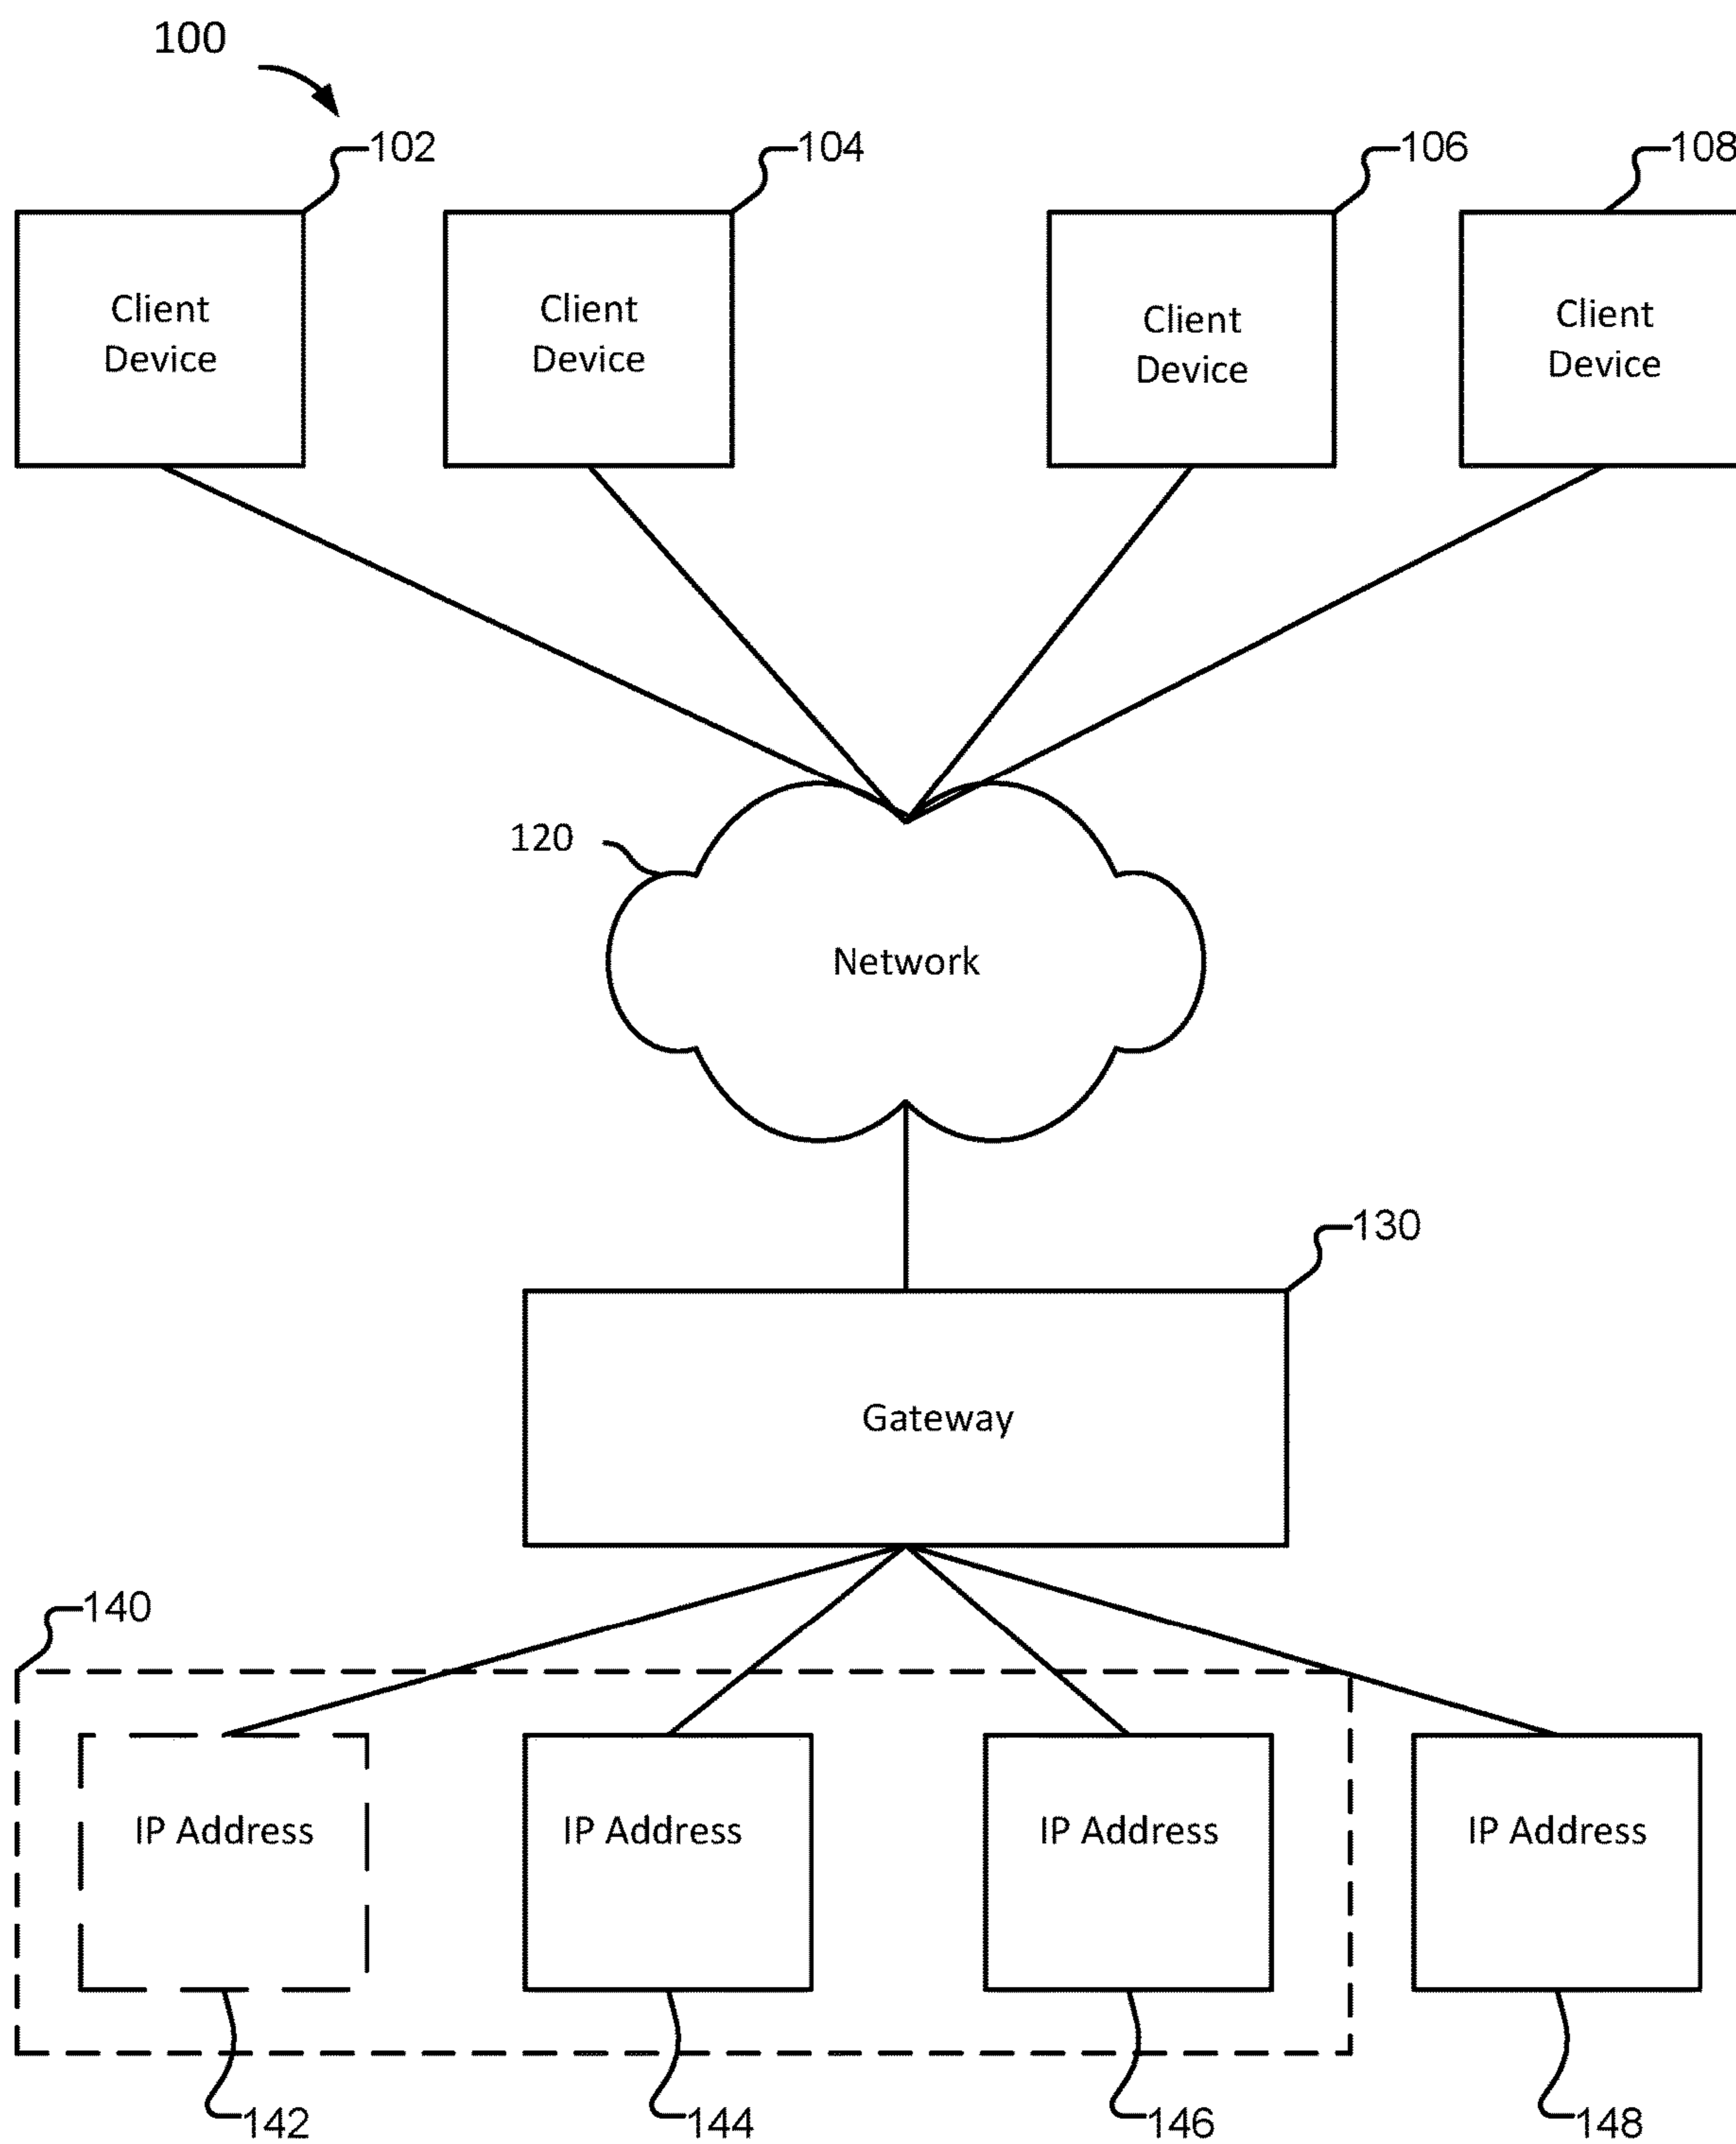 100
102
104
106
108
Client
Device
Client
Device
Client
Device
Client
Device
120
Network
130
Gateway
140
IP Address
IP Address
IP Address
IP Address
142
144
146
148